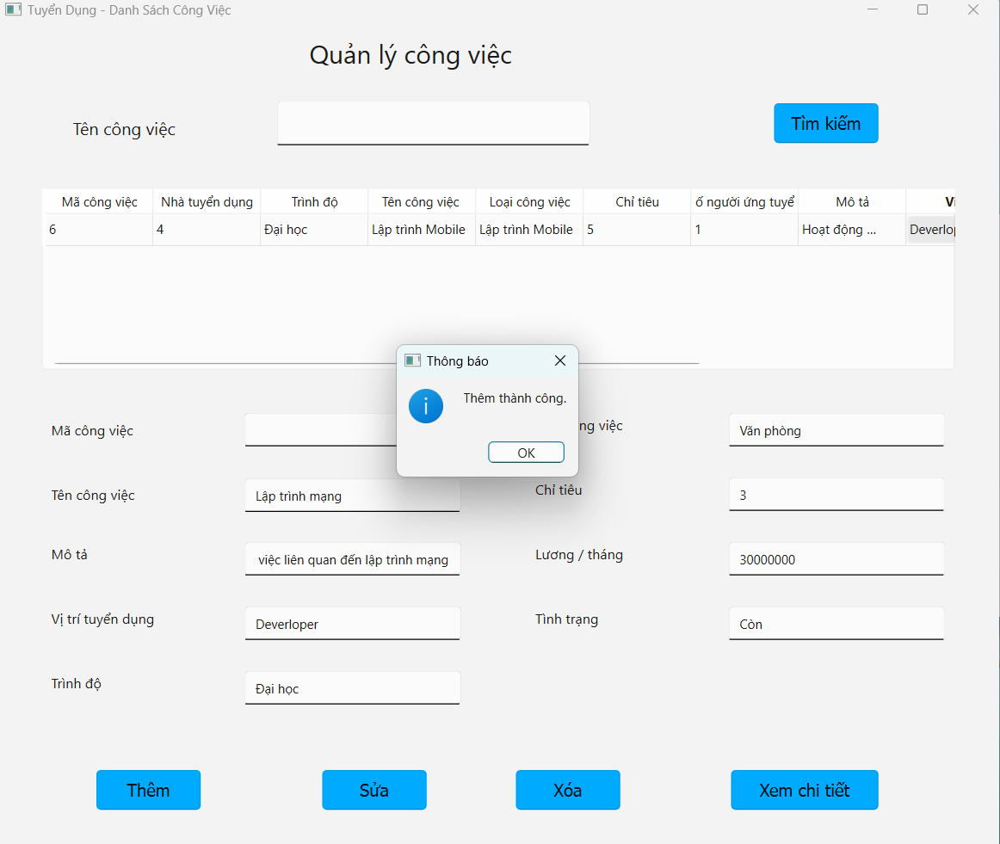 Tuyển Dụng - Danh Sách Công Việc
Quản lý công việc
Tên công việc
Tìm kiếm
Mã công việc Nhà tuyển dụng Trình độ Tên công việc Loại công việc Chỉ tiêu ố người ứng tuyể Mô tả
6 4 Đại học Lập trình Mobile Lập trình Mobile 5 1 Hoạt động ... Deverlop
Thông báo
Thêm thành công.
OK
Mã công việc
ng việc Văn phòng
Tên công việc Lập trình mạng
Chỉ tiêu 3
Mô tả việc liên quan đến lập trình mạng
Lương / tháng 30000000
Vị trí tuyển dụng Deverloper
Tình trạng Còn
Trình độ Đại học
Thêm Sửa Xóa Xem chi tiết